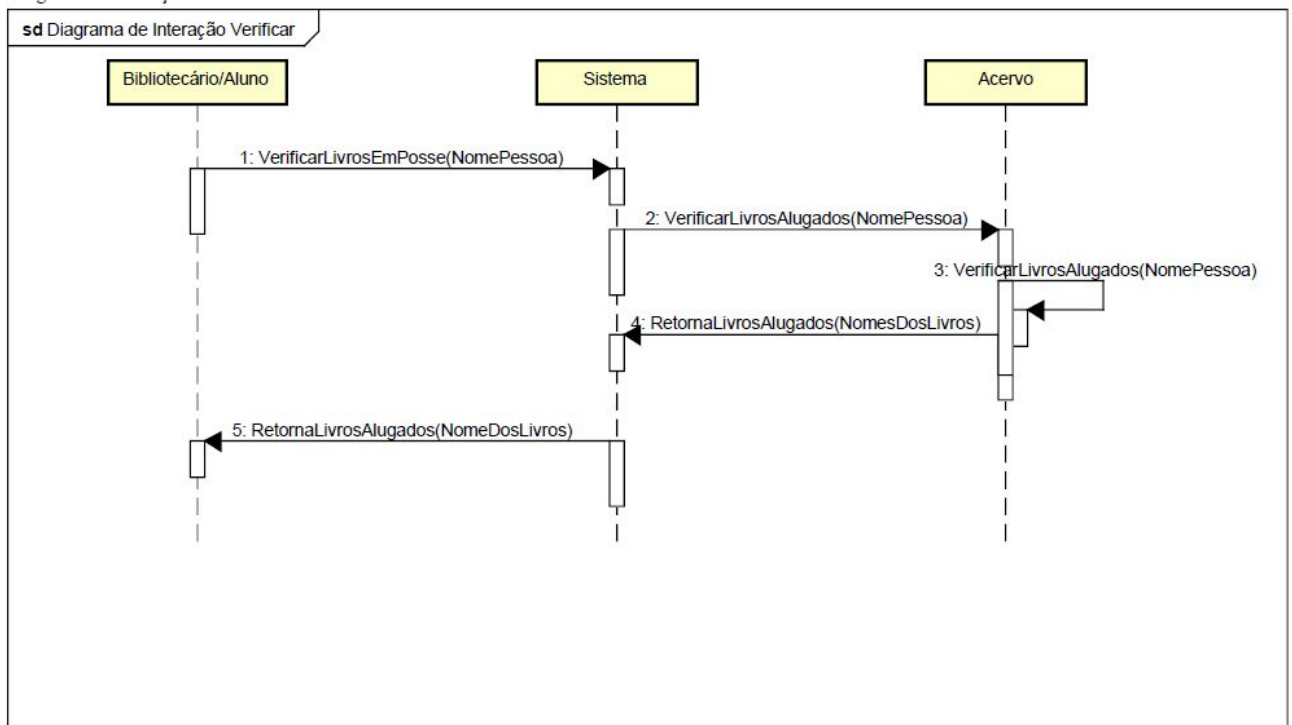 sd Diagrama de Interação Verificar
Bibliotecário/Aluno
Sistema
Acervo
1: VerificarLivrosEmPosse(NomePessoa)
2: VerificarLivrosAlugados(NomePessoa)
3: VerificarLivrosAlugados(NomePessoa)
4: RetornaLivrosAlugados(NomesDosLivros)
5: RetornaLivrosAlugados(NomeDosLivros)